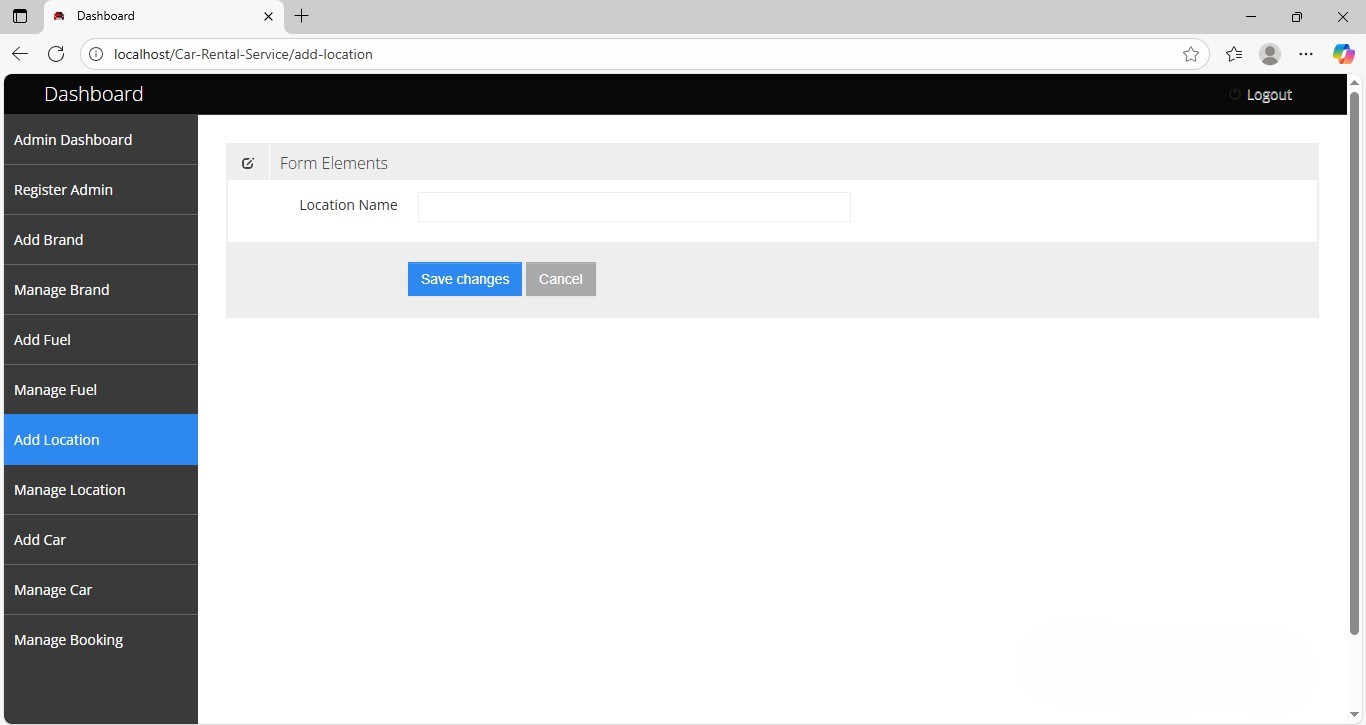 Dashboard
localhost/Car-Rental-Service/add-location
Dashboard
Logout
Admin Dashboard
Register Admin
Add Brand
Manage Brand
Add Fuel
Manage Fuel
Add Location
Manage Location
Add Car
Manage Car
Manage Booking
Form Elements
Location Name
Save changes Cancel